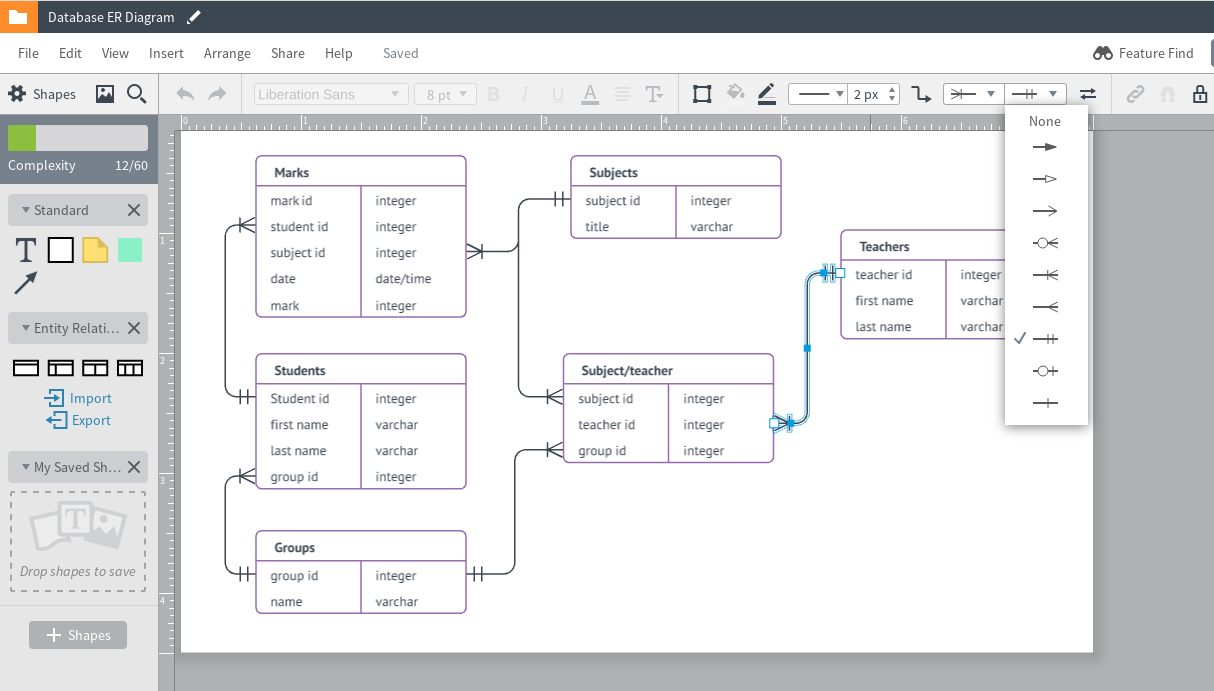 Database ER Diagram
File Edit View Insert Arrange Share Help Saved Feature Find
Shapes Liberation Sans 8 pt B I U A T 2 px
0 1 2 3 4 5 6
None
Complexity 12/60
Standard
T
Entity Relati...
Import
Export
My Saved Sh...
T
Drop shapes to save
+ Shapes
1
2
3
4
Marks
mark id integer
student id integer
subject id integer
date date/time
mark integer
Subjects
subject id integer
title varchar
Teachers
teacher id integer
first name varchar
last name varchar
Students
Student id integer
first name varchar
last name varchar
group id integer
Subject/teacher
subject id integer
teacher id integer
group id integer
Groups
group id integer
name varchar